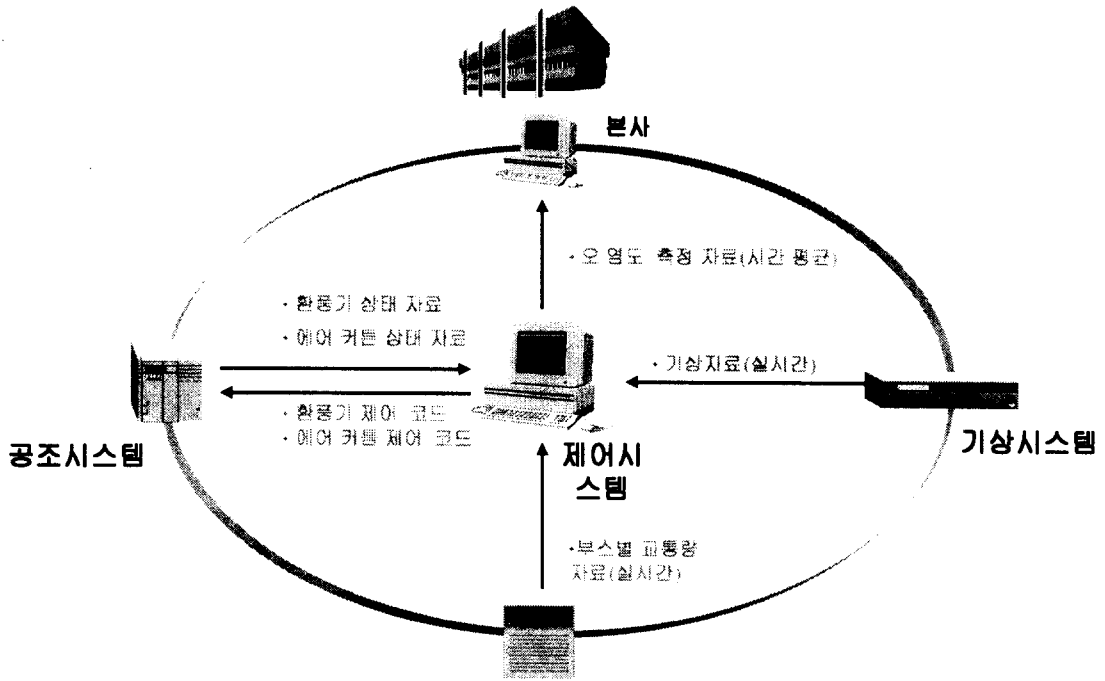 본사
· 오염도 측정 자료(시간 평균)
· 환풍기 상태 자료
· 에어 커튼 상태 자료
· 기상자료(실시간)
· 환풍기 제어 코드
· 에어 커튼 제어 코드
공조시스템
제어시
스템
기상시스템
·부스별 교통량
자료(실시간)